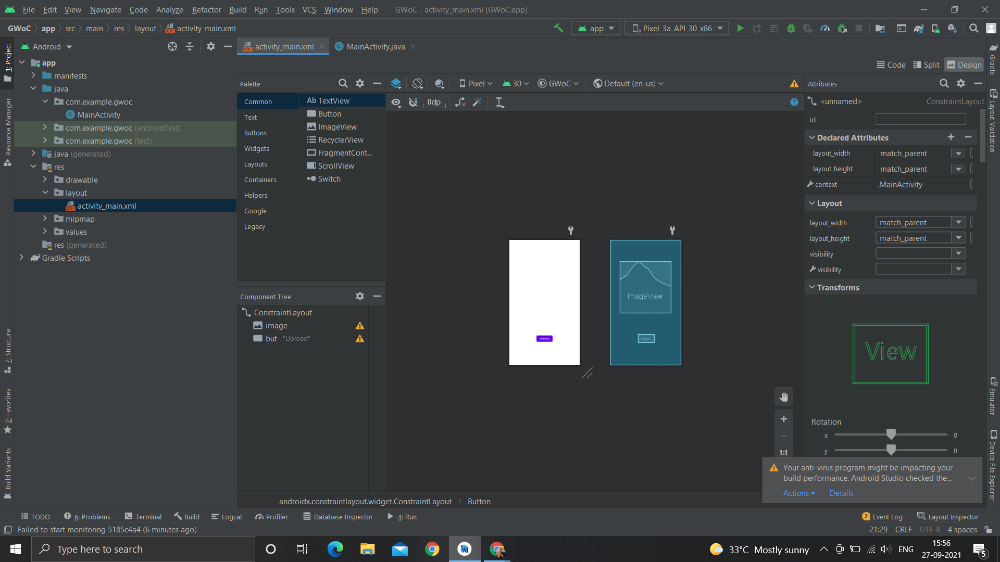 File Edit View Navigate Code Analyze Refactor Build Run Tools VCS Window Help GWoC - activity_main.xml [GWoC.app]
GWoC app src main res layout activity_main.xml app Pixel_3a_API_30_x86
1: Project
Resource Manager
7: Structure
2: Favorites
Build Variants
Android
app
manifests
java
com.example.gwoc
MainActivity
com.example.gwoc (androidTest)
com.example.gwoc (test)
java (generated)
res
drawable
layout
activity_main.xml
mipmap
values
res (generated)
Gradle Scripts
activity_main.xml MainActivity.java
Code Split Design
Palette
Common
Text
Buttons
Widgets
Layouts
Containers
Helpers
Google
Legacy
Ab TextView
Button
ImageView
RecyclerView
FragmentCont...
ScrollView
Switch
Component Tree
ConstraintLayout
image
but "Upload"
Pixel 30 GWoC Default (en-us)
0dp
UPLOAD
ImageView
UPLOAD
1:1
Attributes
<unnamed> ConstraintLayout
id
Declared Attributes
layout_width match_parent
layout_height match_parent
context .MainActivity
Layout
layout_width match_parent
layout_height match_parent
visibility
visibility
Transforms
View
Rotation
x 0
y 0
Your anti-virus program might be impacting your
build performance. Android Studio checked the...
Actions Details
Gradle
Layout Validation
Emulator
Device File Explorer
androidx.constraintlayout.widget.ConstraintLayout Button
TODO 6: Problems Terminal Build Logcat Profiler Database Inspector 4: Run 2 Event Log Layout Inspector
Failed to start monitoring 5185c4a4 (6 minutes ago) 21:29 CRLF UTF-8 4 spaces
Type here to search 33°C Mostly sunny ENG 15:56
27-09-2021
5